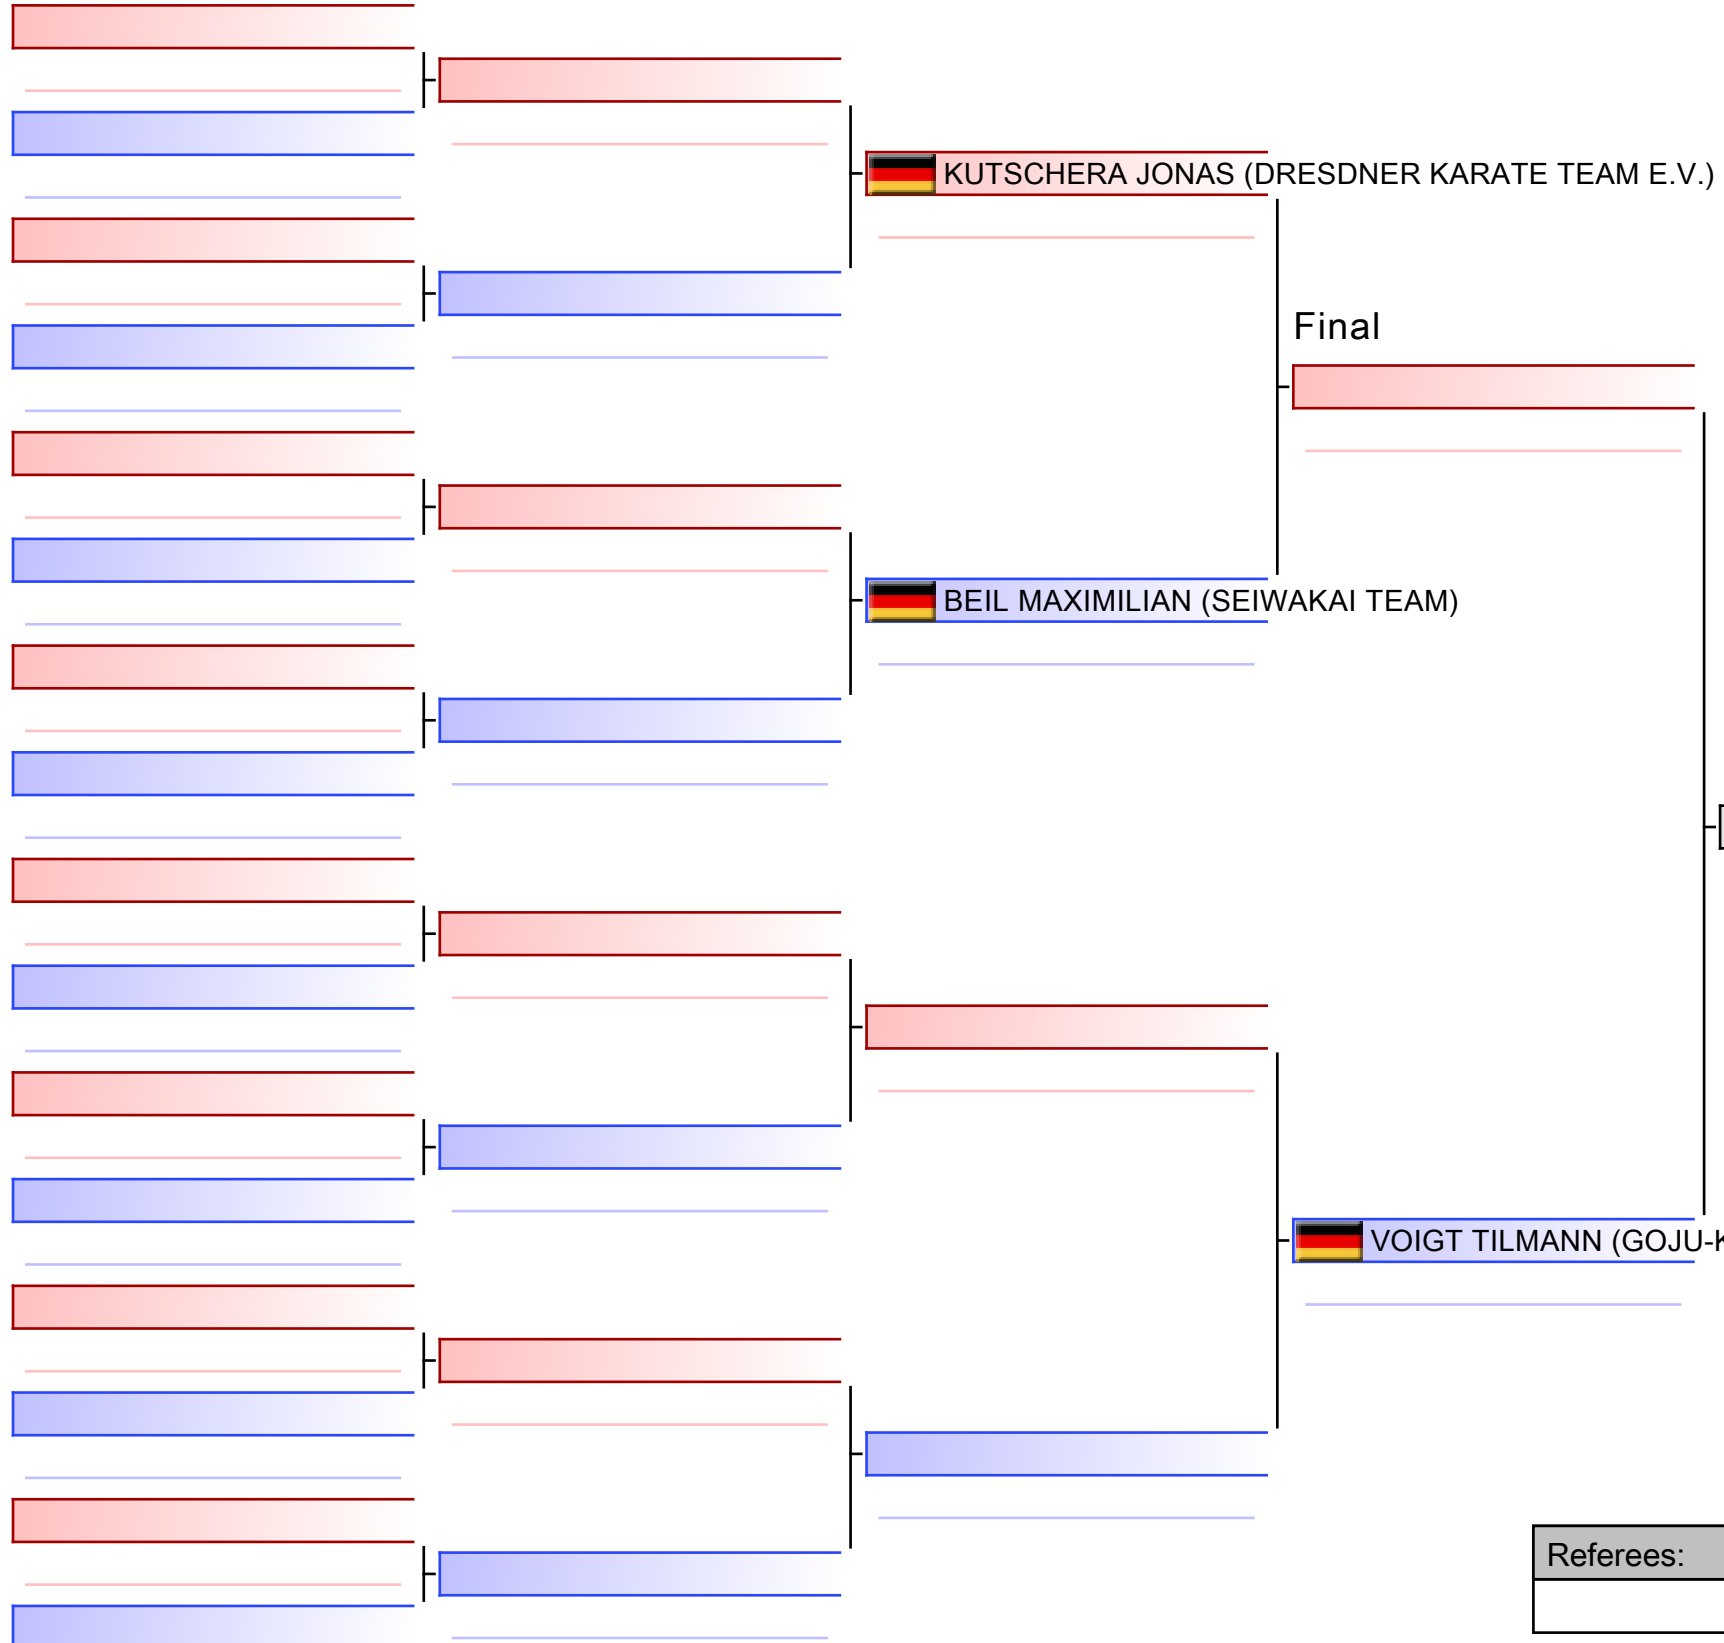 KUTSCHERA JONAS (DRESDNER KARATE TEAM E.V.)
Final
BEIL MAXIMILIAN (SEIWAKAI TEAM)
VOIGT TILMANN (GOJU-
Referees: